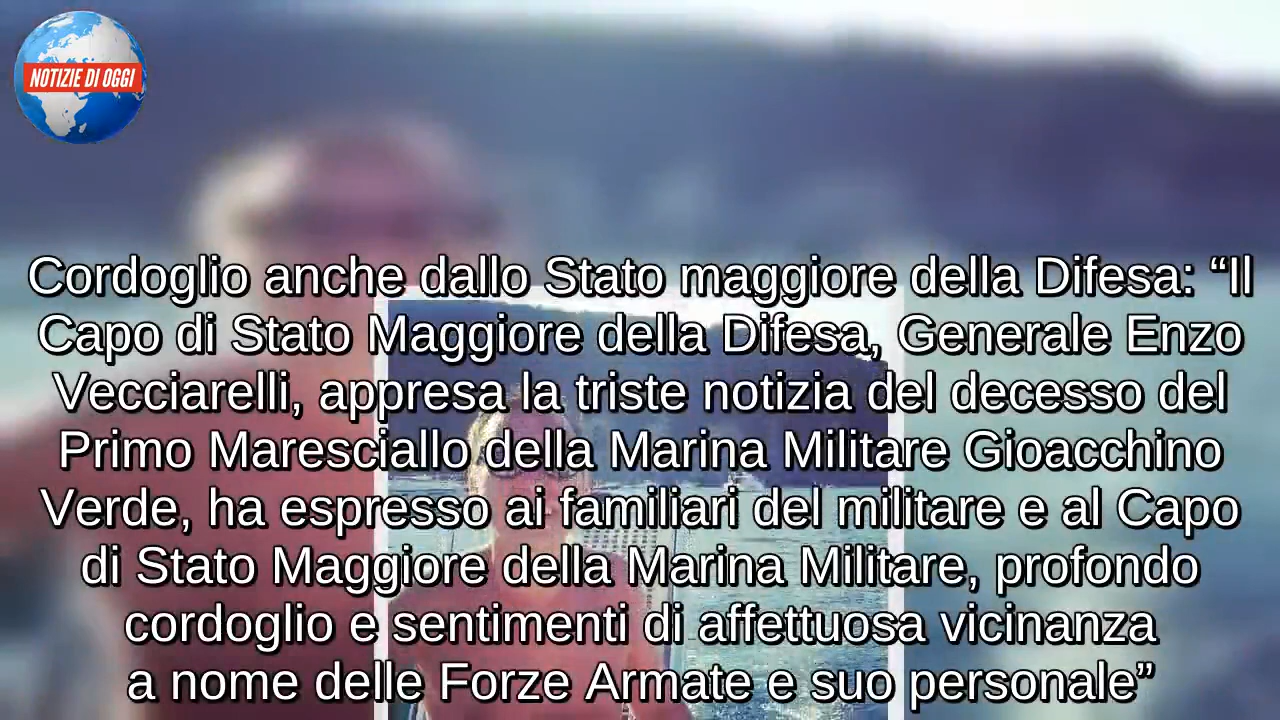 NOTIZIE DI OGGI
Cordoglio anche dallo Stato maggiore della Difesa: “Il
Capo di Stato Maggiore della Difesa, Generale Enzo
Vecciarelli, appresa la triste notizia del decesso del
Primo Maresciallo della Marina Militare Gioacchino
Verde, ha espresso ai familiari del militare e al Capo
di Stato Maggiore della Marina Militare, profondo
cordoglio e sentimenti di affettuosa vicinanza
a nome delle Forze Armate e suo personale”